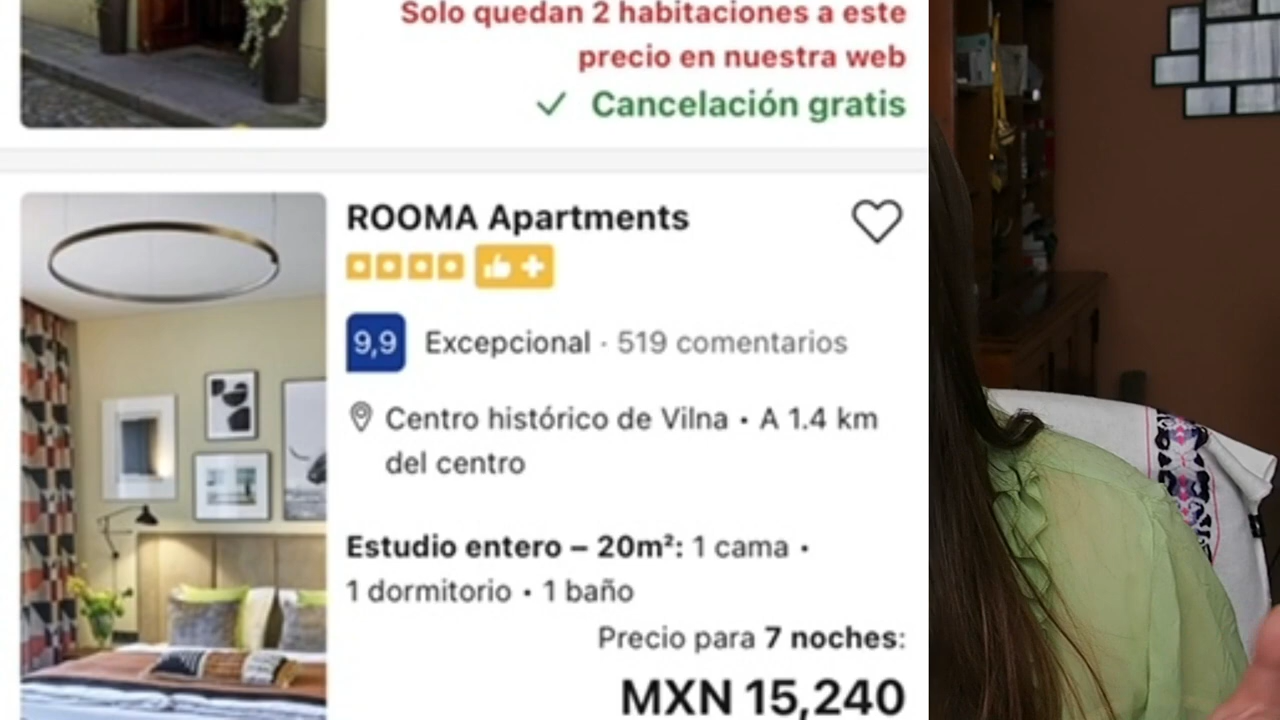 Solo quedan 2 habitaciones a este
precio en nuestra web
Cancelación gratis
ROOMA Apartments
9,9 Excepcional · 519 comentarios
Centro histórico de Vilna • A 1.4 km
del centro
Estudio entero – 20m²: 1 cama •
1 dormitorio • 1 baño
Precio para 7 noches:
MXN 15,240